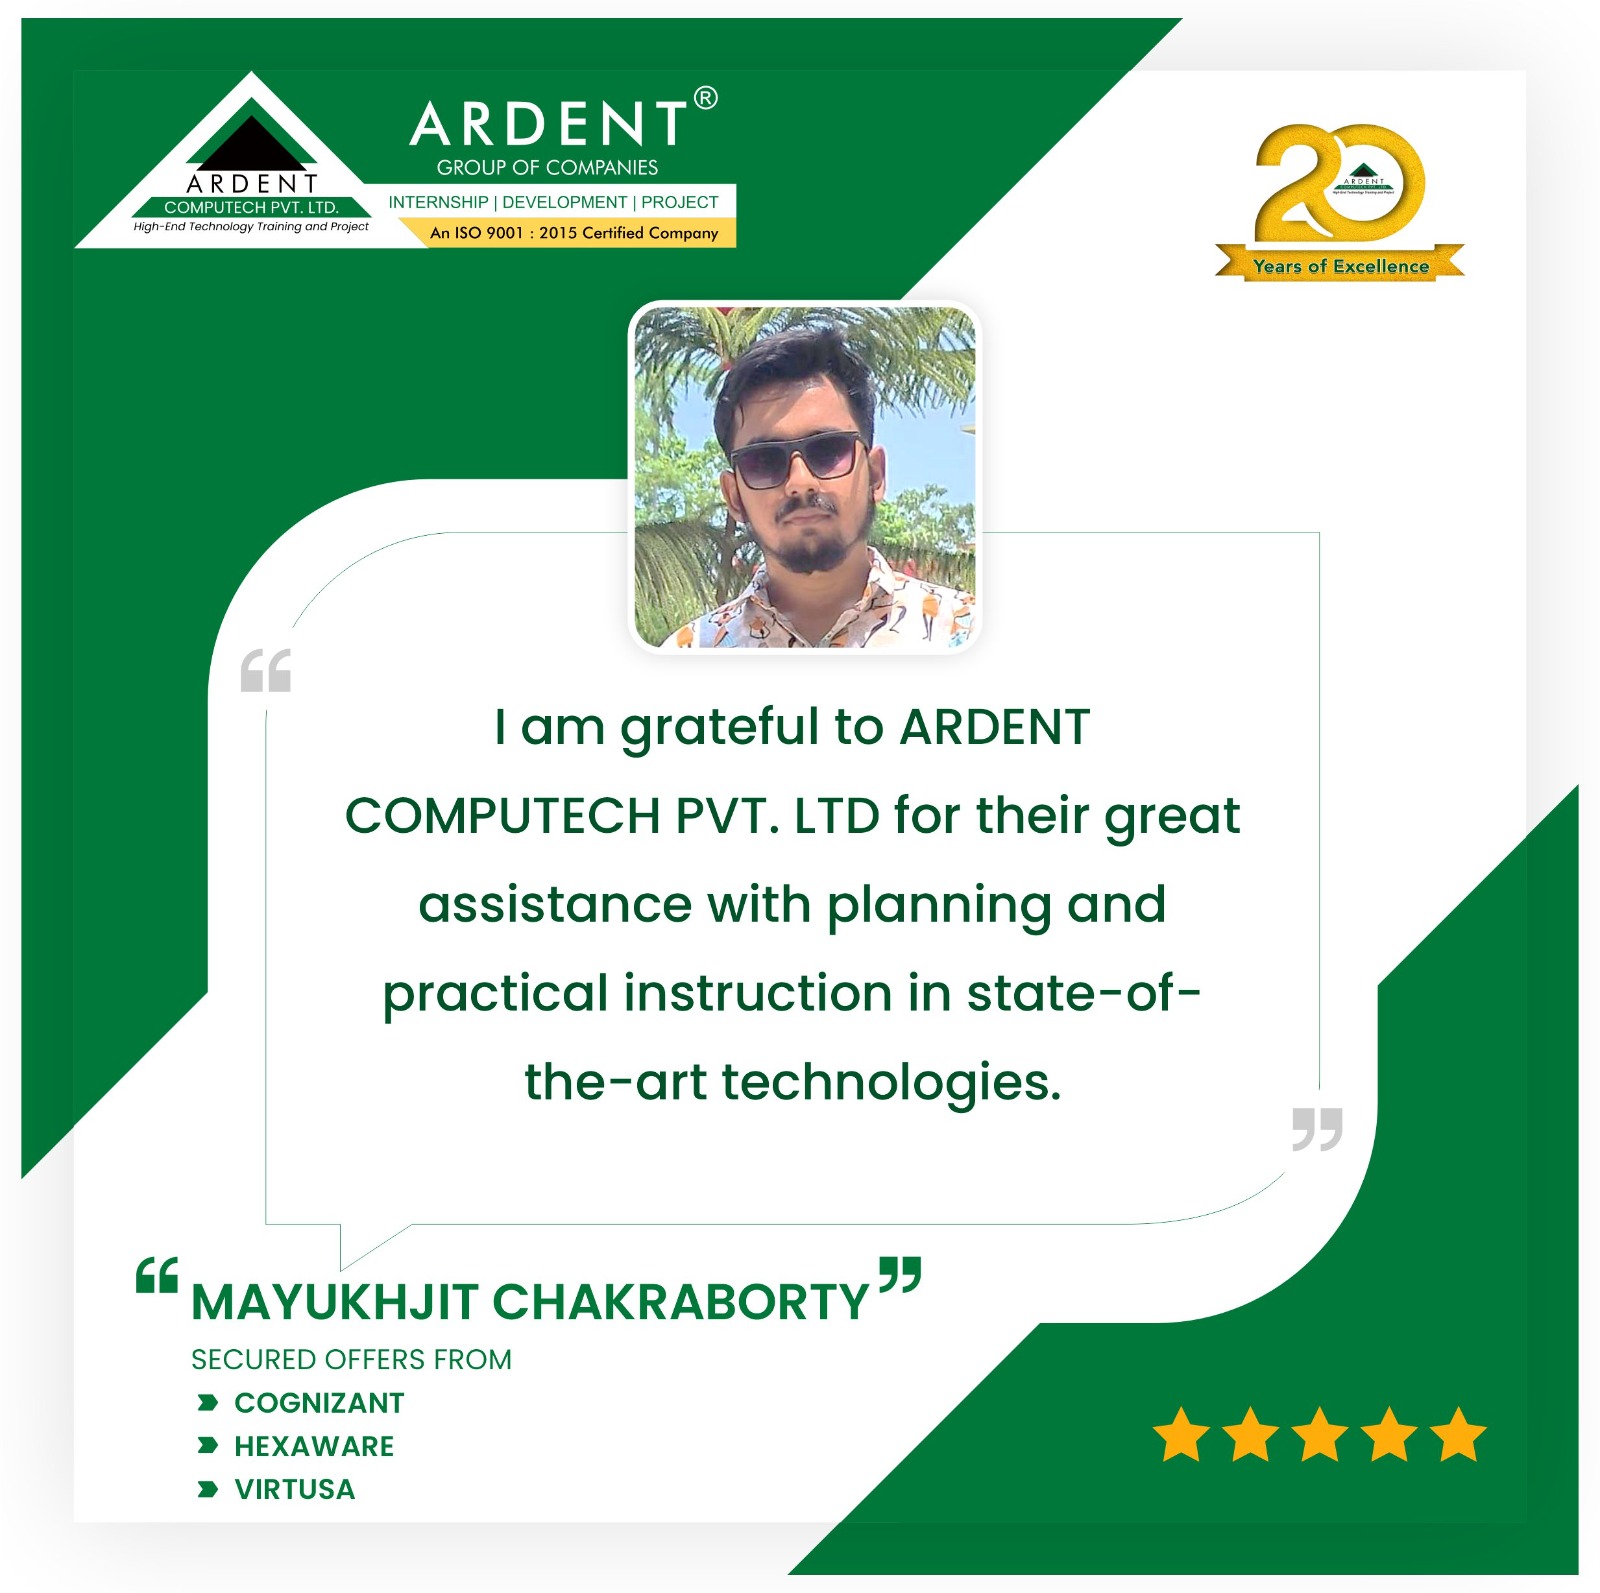 ARDENT
COMPUTECH PVT. LTD.
High-End Technology Training and Project
ARDENT®
GROUP OF COMPANIES
INTERNSHIP | DEVELOPMENT | PROJECT
An ISO 9001 : 2015 Certified Company
20
ARDENT
Years of Excellence
“
I am grateful to ARDENT
COMPUTECH PVT. LTD for their great
assistance with planning and
practical instruction in state-of-
the-art technologies.
”
“MAYUKHJIT CHAKRABORTY”
SECURED OFFERS FROM
COGNIZANT
HEXAWARE
VIRTUSA